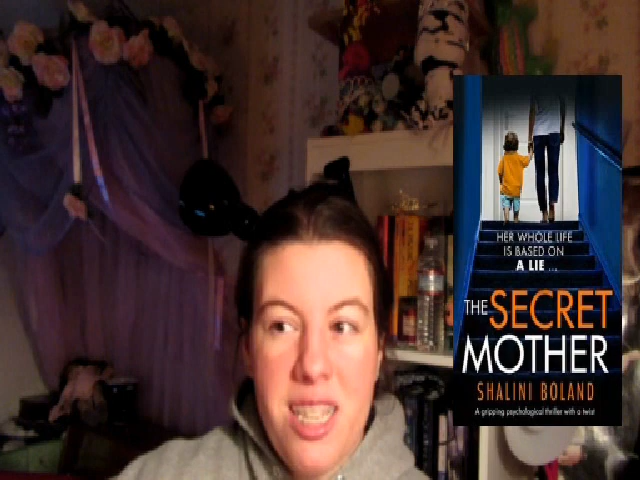 HER WHOLE LIFE
IS BASED ON
A LIE ...
THE SECRET
MOTHER
SHALINI BOLAND
A gripping psychological thriller with a twist